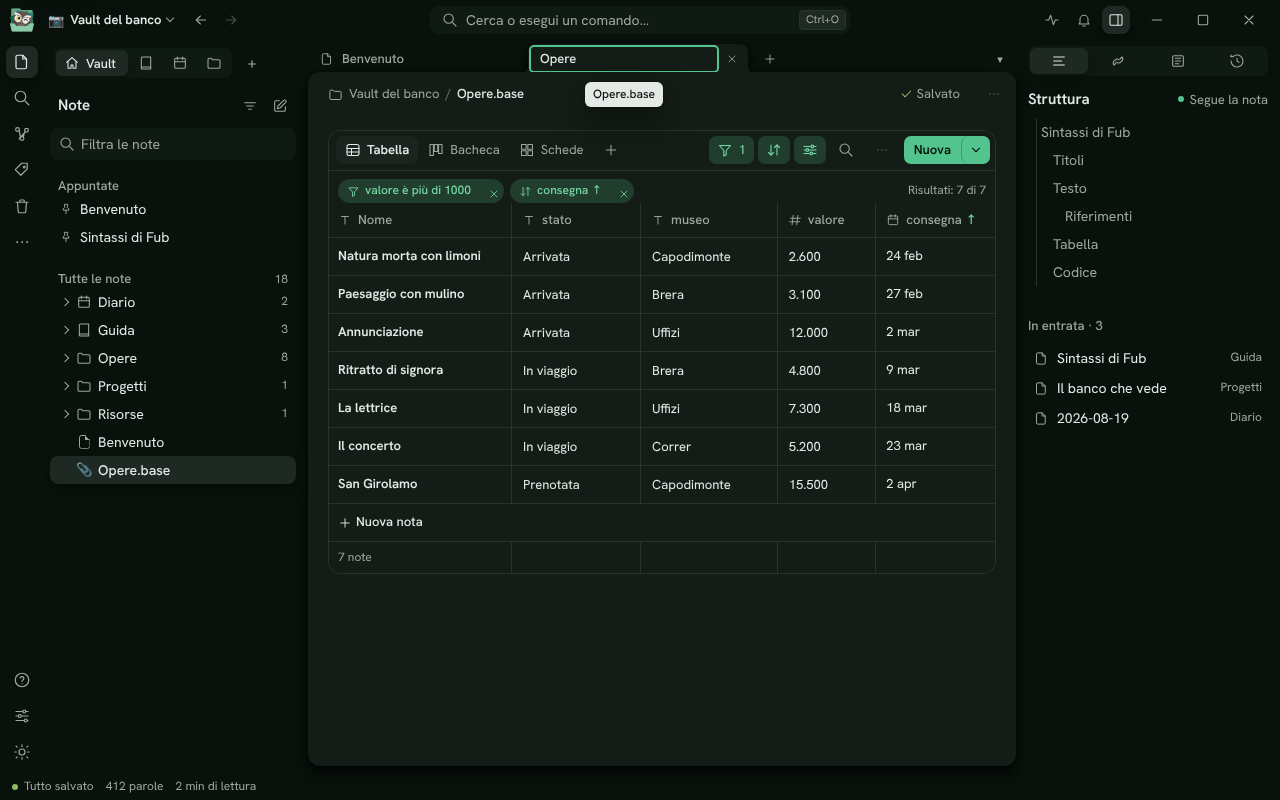 Vault del banco
Cerca o esegui un comando…
Ctrl+O
Vault
Note
Filtra le note
Appuntate
Benvenuto
Sintassi di Fub
Tutte le note 18
Diario 2
Guida 3
Opere 8
Progetti 1
Risorse 1
Benvenuto
Opere.base
Tutto salvato 412 parole 2 min di lettura
Benvenuto
Opere
Vault del banco / Opere.base
Opere.base
Salvato
Tabella
Bacheca
Schede
1
Nuova
valore è più di 1000
consegna ↑
Risultati: 7 di 7
Nome stato museo valore consegna ↑
Natura morta con limoni Arrivata Capodimonte 2.600 24 feb
Paesaggio con mulino Arrivata Brera 3.100 27 feb
Annunciazione Arrivata Uffizi 12.000 2 mar
Ritratto di signora In viaggio Brera 4.800 9 mar
La lettrice In viaggio Uffizi 7.300 18 mar
Il concerto In viaggio Correr 5.200 23 mar
San Girolamo Prenotata Capodimonte 15.500 2 apr
Nuova nota
7 note
Struttura
Segue la nota
Sintassi di Fub
Titoli
Testo
Riferimenti
Tabella
Codice
In entrata · 3
Sintassi di Fub Guida
Il banco che vede Progetti
2026-08-19 Diario